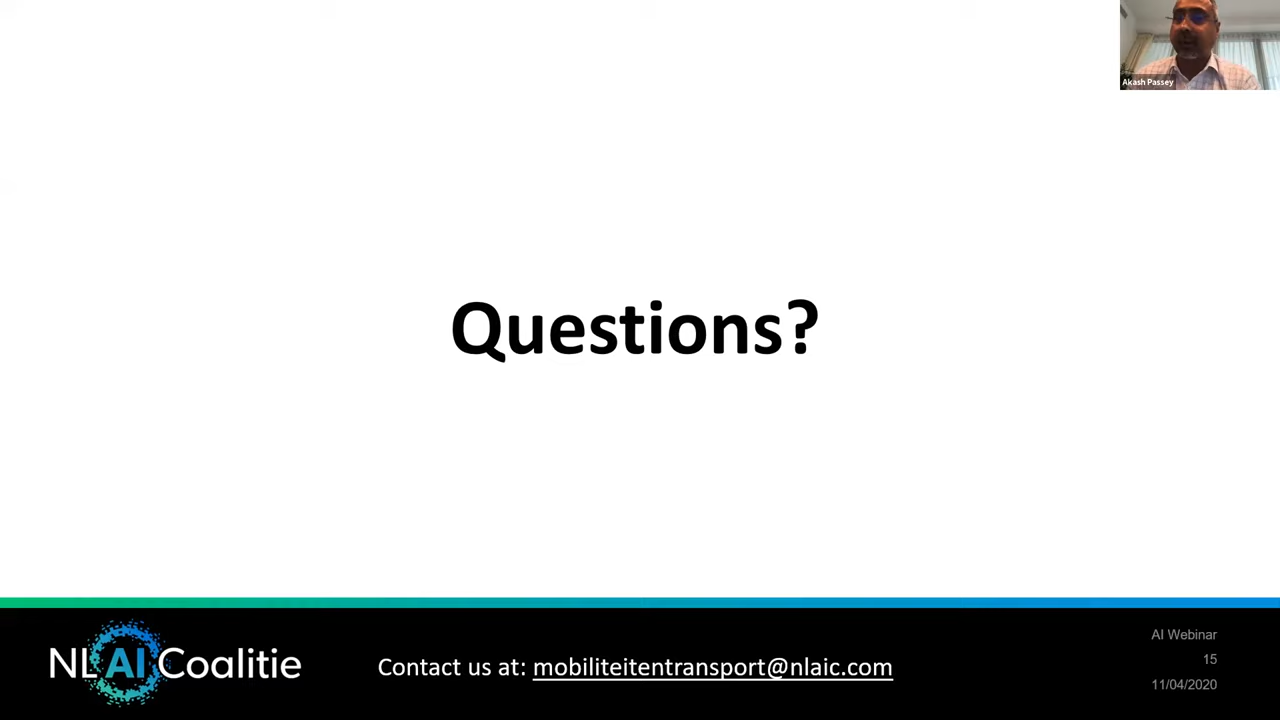 Akash Passey
Questions?
NL AI Coalitie
Contact us at: mobiliteitentransport@nlaic.com
AI Webinar
15
11/04/2020